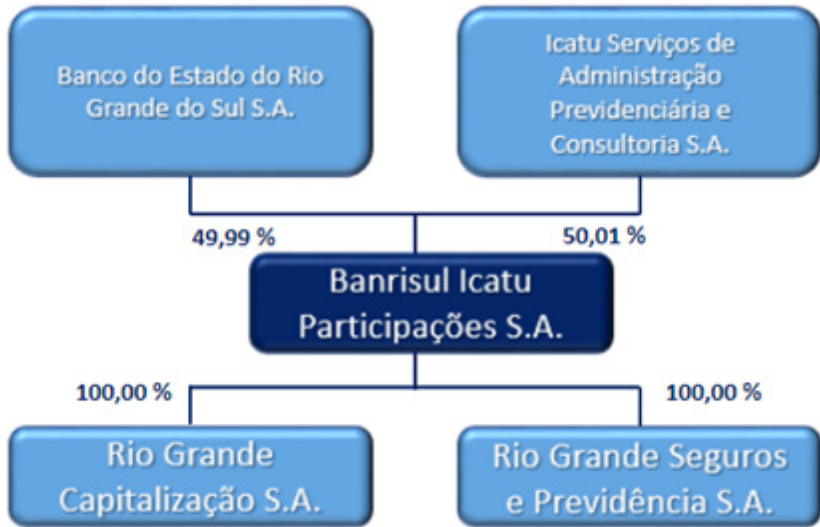 Banco do Estado do Rio
Grande do Sul S.A.
Icatu Serviços de
Administração
Previdenciária e
Consultoria S.A.
49,99 %
50,01 %
Banrisul Icatu
Participações S.A.
100,00 %
100,00 %
Rio Grande
Capitalização S.A.
Rio Grande Seguros
e Previdência S.A.